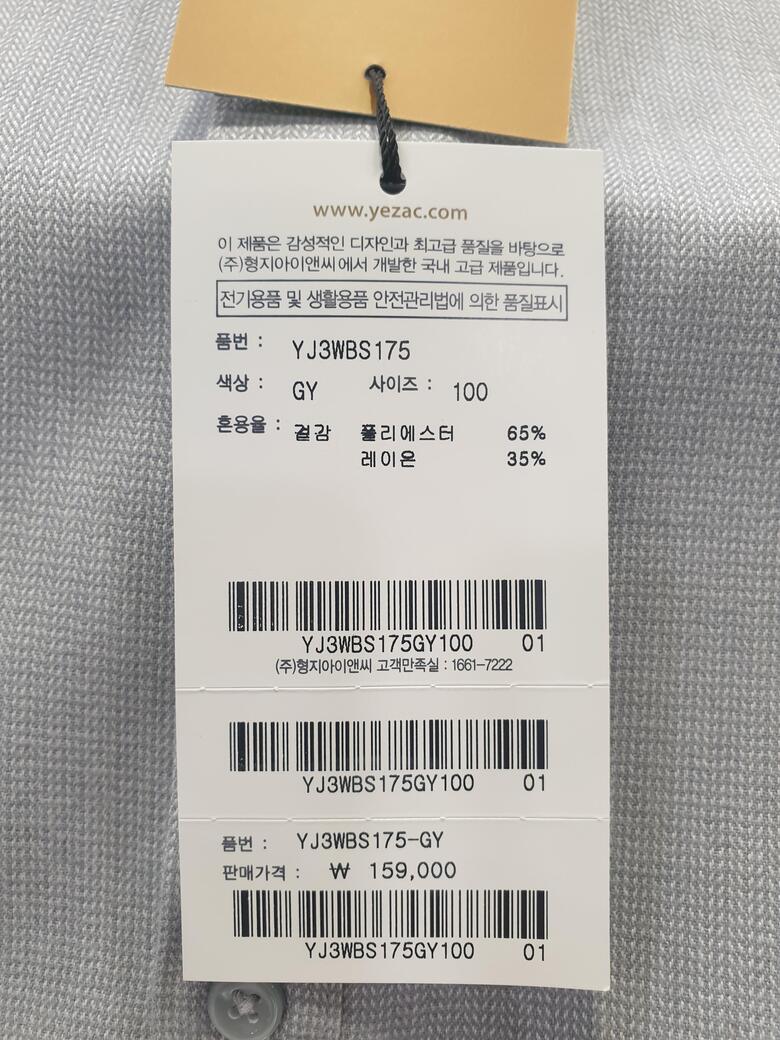 www.yezac.com
이 제품은 감성적인 디자인과 최고급 품질을 바탕으로
(주)형지아이앤씨에서 개발한 국내 고급 제품입니다.
전기용품 및 생활용품 안전관리법에 의한 품질표시
품번 : YJ3WBS175
색상 : GY 사이즈 : 100
혼용율 : 겉감 폴리에스터 65%
레이온 35%
YJ3WBS175GY100 01
(주)형지아이앤씨 고객만족실 : 1661-7222
YJ3WBS175GY100 01
품번 : YJ3WBS175-GY
판매가격 : ₩ 159,000
YJ3WBS175GY100 01